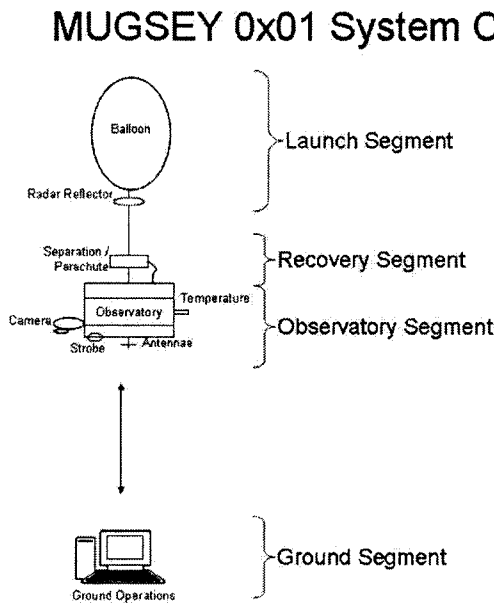 MUGSEY 0x01 System C
Balloon
Launch Segment
Radar Reflector
Separation /
Parachute
Recovery Segment
Temperature
Observatory
Camera
Observatory Segment
Strobe
Antennae
Ground Segment
Ground Operations